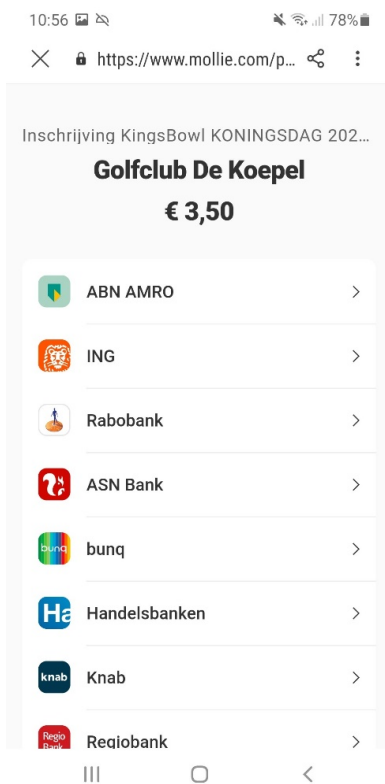 10:56 78%
https://www.mollie.com/p...
Inschrijving KingsBowl KONINGSDAG 202...
Golfclub De Koepel
€ 3,50
ABN AMRO
ING
Rabobank
ASN Bank
bunq bunq
Ha Handelsbanken
knab Knab
Regio
Bank Regiobank